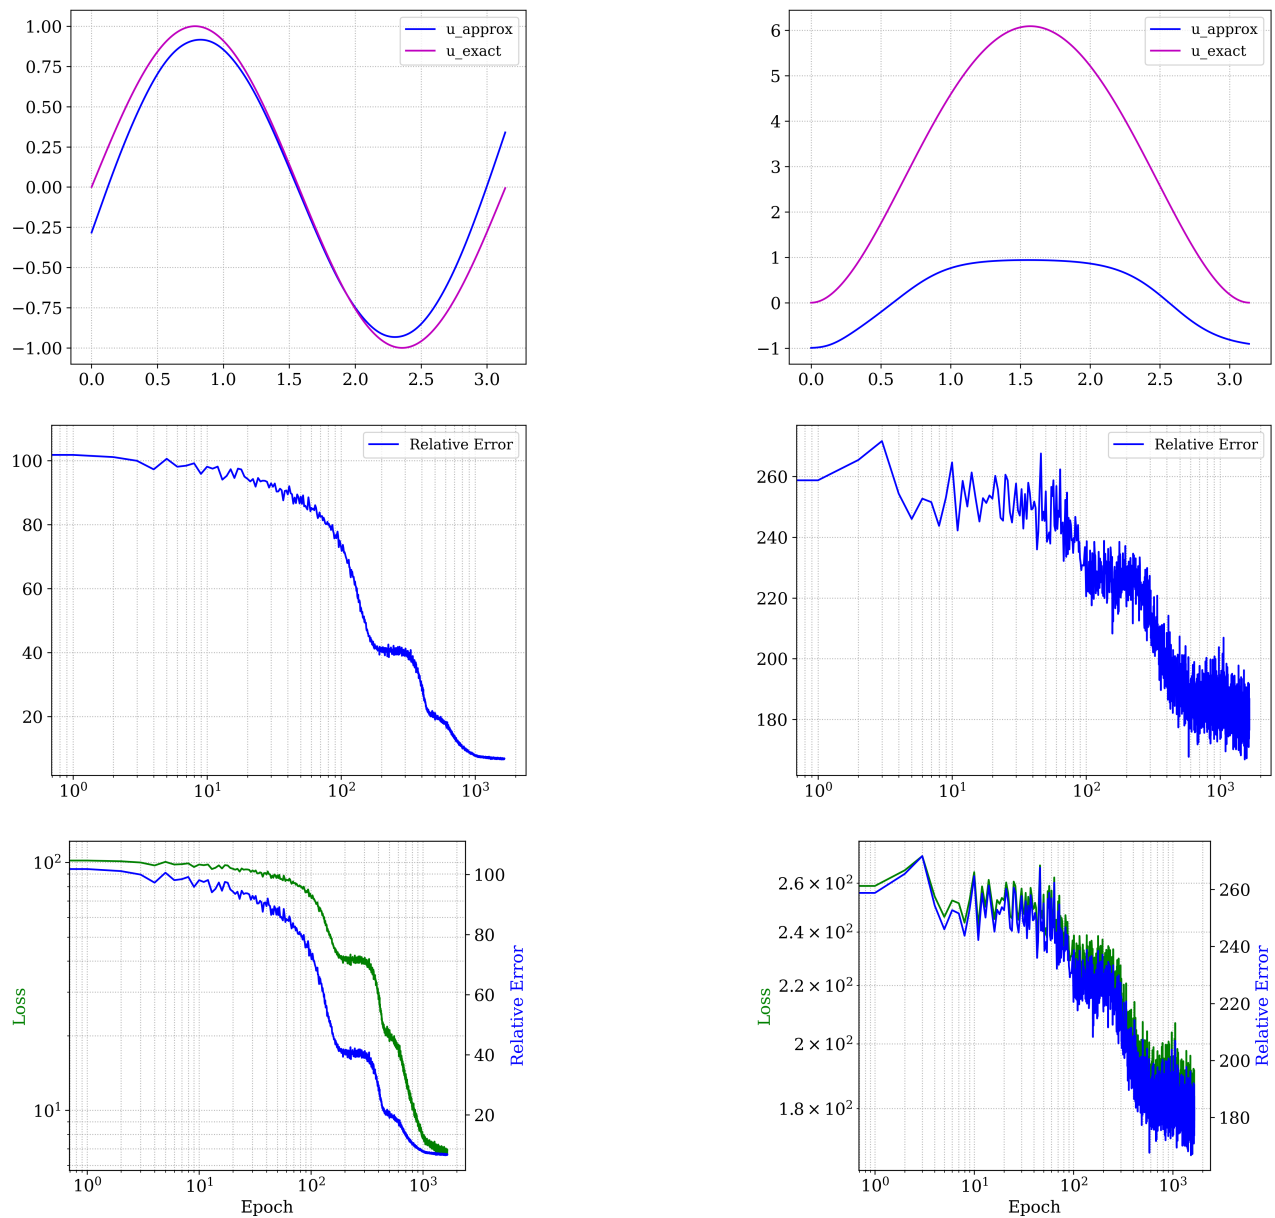 1.00
0.75
0.50
0.25
0.00
−0.25
−0.50
−0.75
−1.00
0.0 0.5 1.0 1.5 2.0 2.5 3.0
u_approx
u_exact
6
5
4
3
2
1
0
−1
0.0 0.5 1.0 1.5 2.0 2.5 3.0
u_approx
u_exact
100
80
60
40
20
10⁰ 10¹ 10² 10³
Relative Error
260
240
220
200
180
10⁰ 10¹ 10² 10³
Relative Error
10²
10¹
Loss
100
80
60
40
20
Relative Error
10⁰ 10¹ 10² 10³
Epoch
2.6 × 10²
2.4 × 10²
2.2 × 10²
2 × 10²
1.8 × 10²
Loss
260
240
220
200
180
Relative Error
10⁰ 10¹ 10² 10³
Epoch